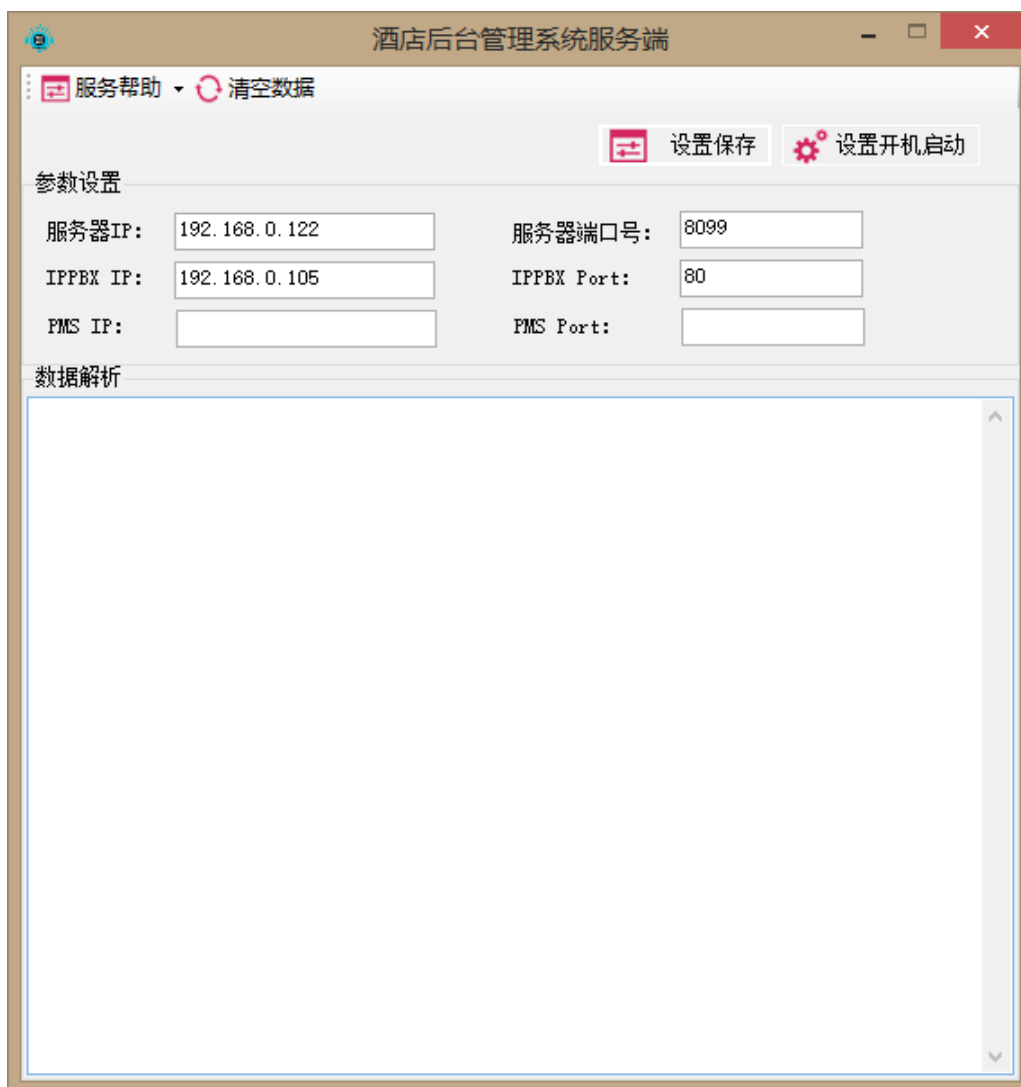 酒店后台管理系统服务端
服务帮助 清空数据
设置保存 设置开机启动
参数设置
服务器IP: 192.168.0.122 服务器端口号: 8099
IPPBX IP: 192.168.0.105 IPPBX Port: 80
PMS IP: PMS Port:
数据解析